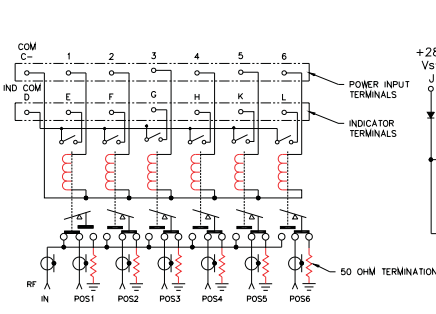 COM
C- 1 2 3 4 5 6
+28
Vs
J
POWER INPUT
TERMINALS
IND COM
D E F G H K L
INDICATOR
TERMINALS
50 OHM TERMINATION
RF
IN POS1 POS2 POS3 POS4 POS5 POS6